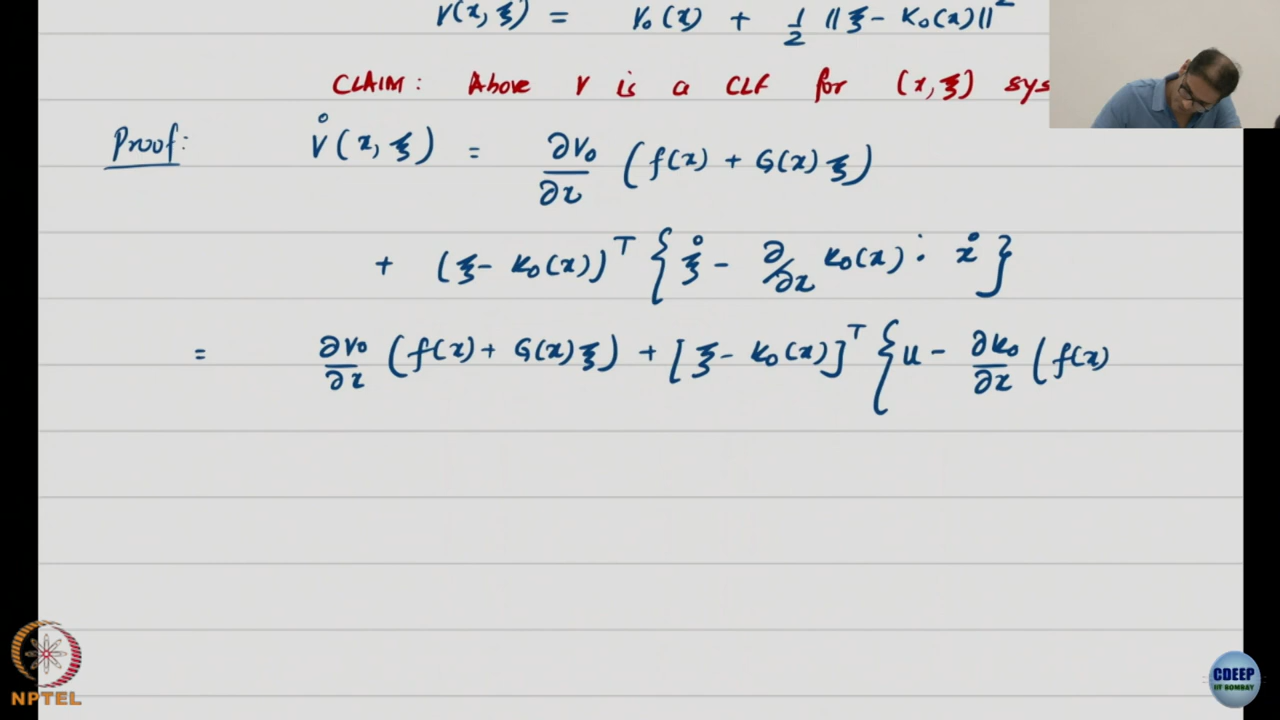 V(x, ξ) = V₀(x) + 1/2 ||ξ - K₀(x)||²
CLAIM: Above V is a CLF for (x, ξ) sys
Proof: V̇(x, ξ) = ∂V₀/∂x (f(x) + G(x) ξ)
+ (ξ - K₀(x))ᵀ { ξ̇ - ∂/∂x K₀(x) · ẋ }
= ∂V₀/∂x (f(x) + G(x) ξ) + [ξ - K₀(x)]ᵀ { u - ∂K₀/∂x (f(x)
NPTEL
CDEEP
IIT BOMBAY